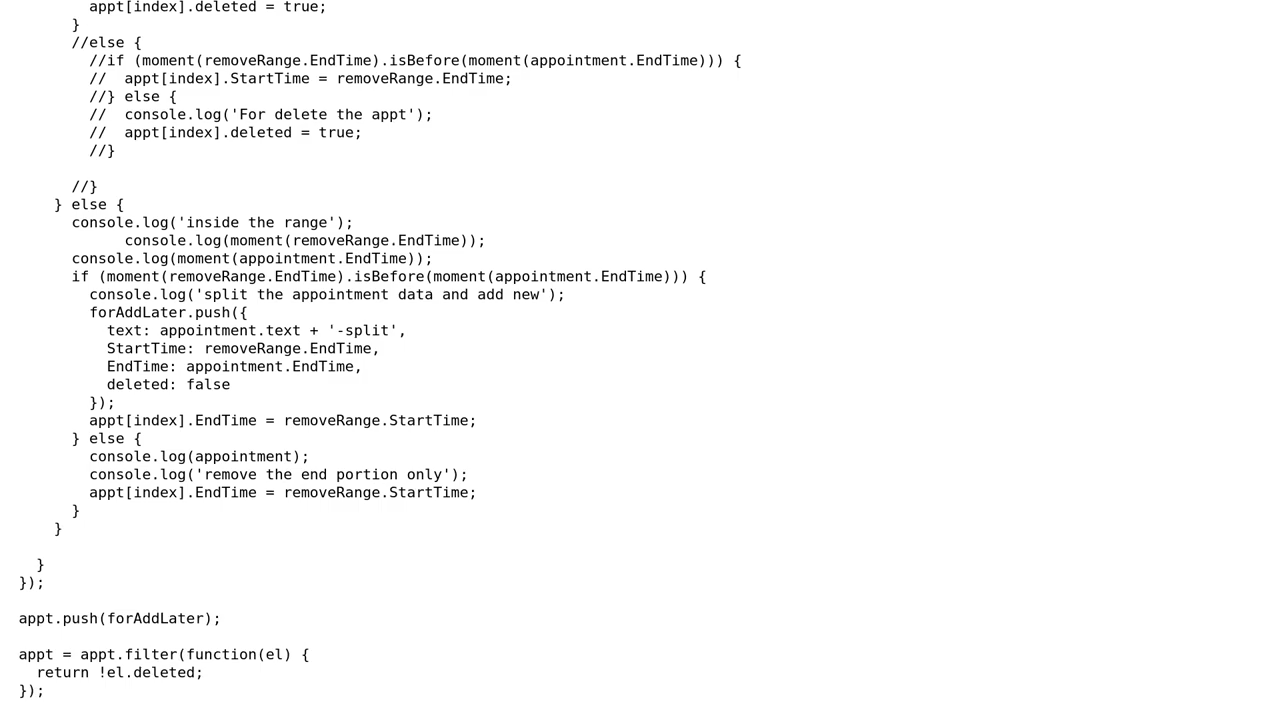 appt[index].deleted = true;
      }
      //else {
        //if (moment(removeRange.EndTime).isBefore(moment(appointment.EndTime))) {
        //  appt[index].StartTime = removeRange.EndTime;
        //} else {
        //  console.log('For delete the appt');
        //  appt[index].deleted = true;
        //}

      //}
    } else {
      console.log('inside the range');
            console.log(moment(removeRange.EndTime));
      console.log(moment(appointment.EndTime));
      if (moment(removeRange.EndTime).isBefore(moment(appointment.EndTime))) {
        console.log('split the appointment data and add new');
        forAddLater.push({
          text: appointment.text + '-split',
          StartTime: removeRange.EndTime,
          EndTime: appointment.EndTime,
          deleted: false
        });
        appt[index].EndTime = removeRange.StartTime;
      } else {
        console.log(appointment);
        console.log('remove the end portion only');
        appt[index].EndTime = removeRange.StartTime;
      }
    }

  }
});

appt.push(forAddLater);

appt = appt.filter(function(el) {
  return !el.deleted;
});